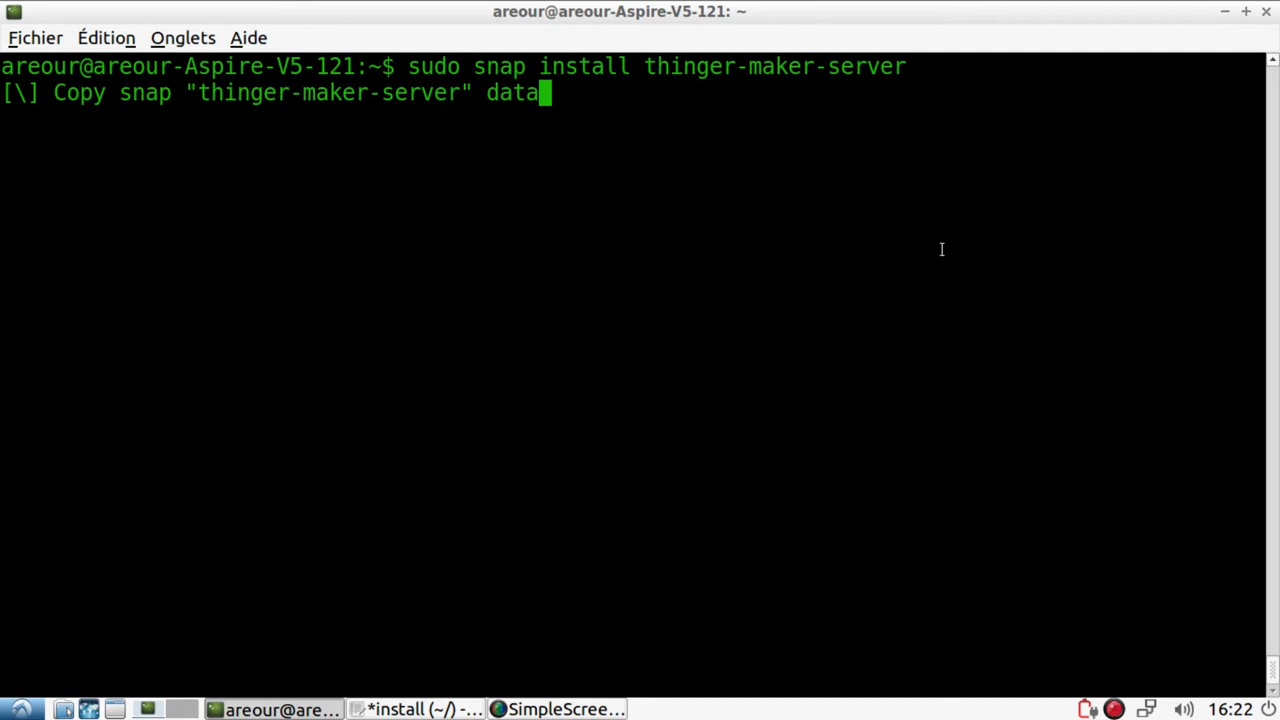 areour@areour-Aspire-V5-121: ~
Fichier Édition Onglets Aide
areour@areour-Aspire-V5-121:~$ sudo snap install thinger-maker-server
[\] Copy snap "thinger-maker-server" data
areour@are... *install (~/) -... SimpleScree... 16:22